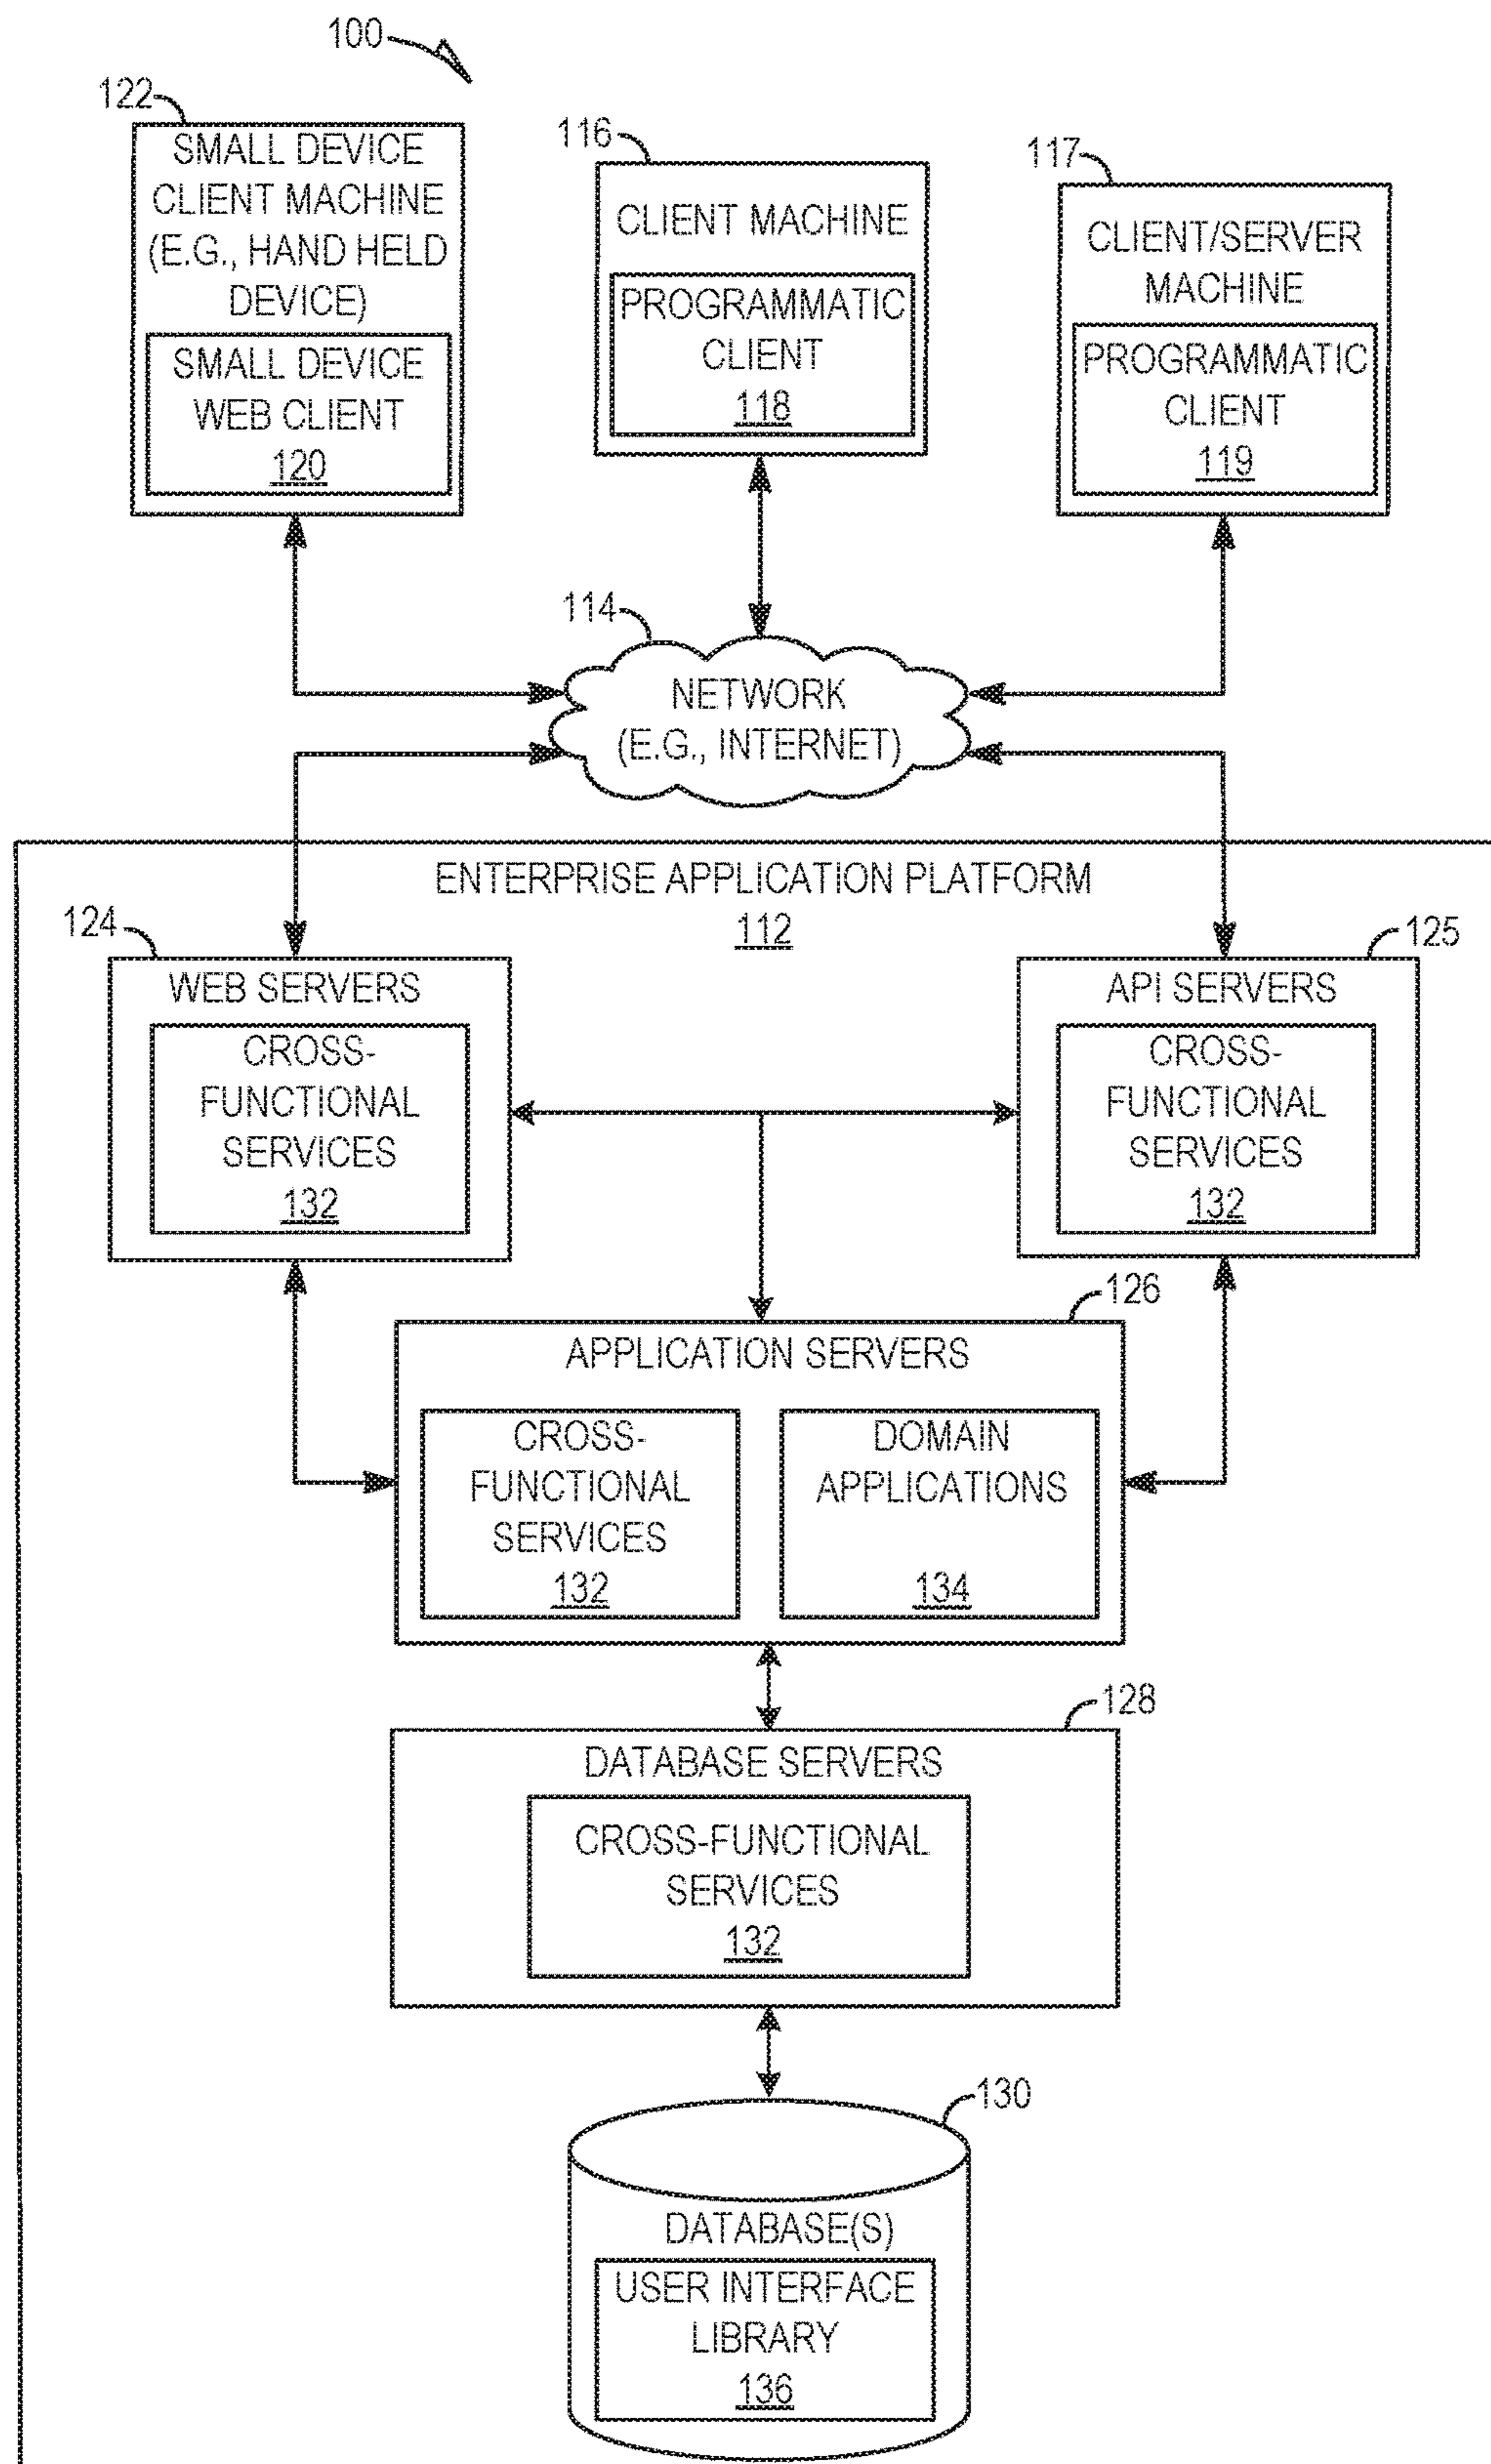 100
122
SMALL DEVICE
CLIENT MACHINE
(E.G., HAND HELD
DEVICE)
SMALL DEVICE
WEB CLIENT
120
116
CLIENT MACHINE
PROGRAMMATIC
CLIENT
118
117
CLIENT/SERVER
MACHINE
PROGRAMMATIC
CLIENT
119
114
NETWORK
(E.G., INTERNET)
ENTERPRISE APPLICATION PLATFORM
112
124
WEB SERVERS
CROSS-
FUNCTIONAL
SERVICES
132
125
API SERVERS
CROSS-
FUNCTIONAL
SERVICES
132
126
APPLICATION SERVERS
CROSS-
FUNCTIONAL
SERVICES
132
DOMAIN
APPLICATIONS
134
128
DATABASE SERVERS
CROSS-FUNCTIONAL
SERVICES
132
130
DATABASE(S)
USER INTERFACE
LIBRARY
136